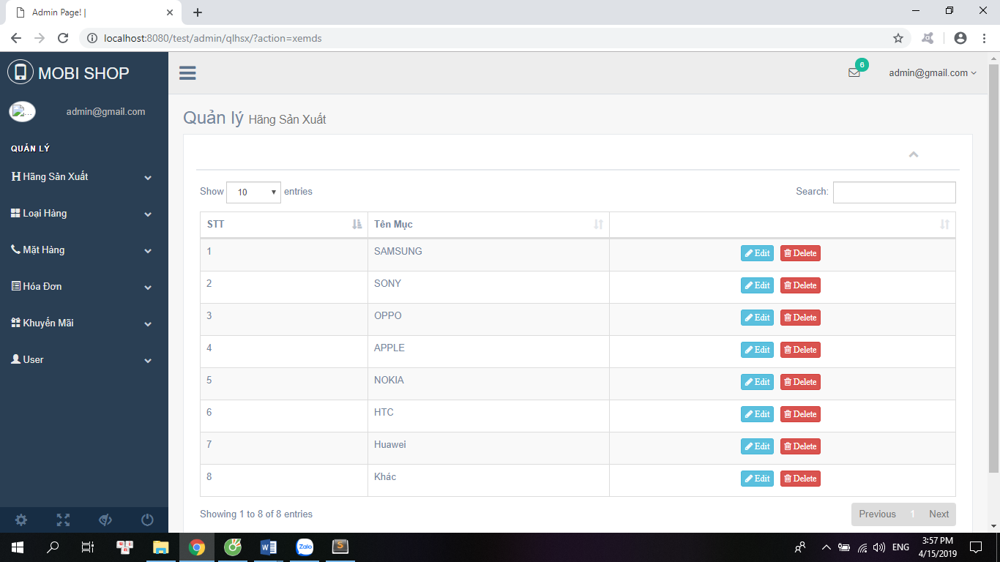 Admin Page! |
localhost:8080/test/admin/qlhsx/?action=xemds
MOBI SHOP
6
admin@gmail.com
admin@gmail.com
QUẢN LÝ
Hãng Sản Xuất
Loại Hàng
Mặt Hàng
Hóa Đơn
Khuyến Mãi
User
Quản lý Hãng Sản Xuất
Show 10 entries
Search:
STT Tên Mục
1 SAMSUNG Edit Delete
2 SONY Edit Delete
3 OPPO Edit Delete
4 APPLE Edit Delete
5 NOKIA Edit Delete
6 HTC Edit Delete
7 Huawei Edit Delete
8 Khác Edit Delete
Showing 1 to 8 of 8 entries
Previous 1 Next
Zalo
ENG
3:57 PM
4/15/2019